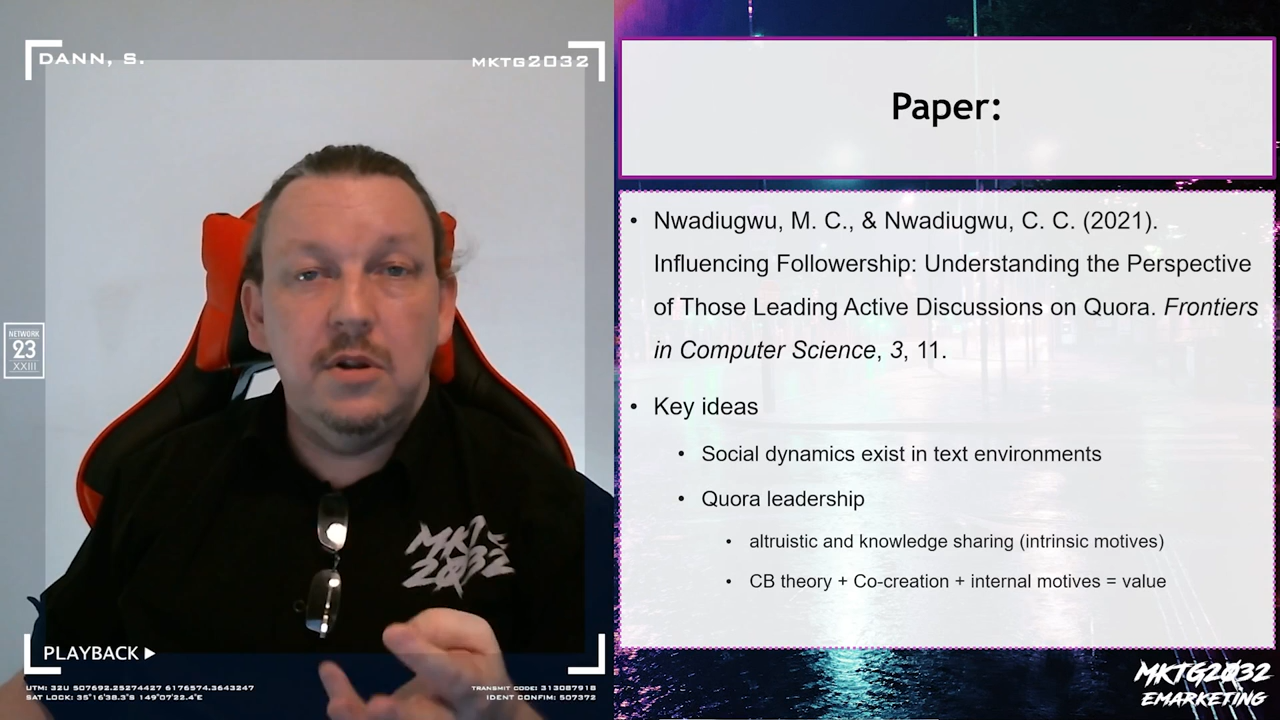 DANN, S.
MKTG2032
NETWORK
23
XXIII
MKT
2032
PLAYBACK
UTM: 32U 507692.25274427 6176574.3643247
SAT LOCK: 35°16'38.3"S 149°07'22.4"E
TRANSMIT CODE: 313087918
IDENT CONFIM: 507372
Paper:
• Nwadiugwu, M. C., & Nwadiugwu, C. C. (2021).
Influencing Followership: Understanding the Perspective
of Those Leading Active Discussions on Quora. Frontiers
in Computer Science, 3, 11.
• Key ideas
• Social dynamics exist in text environments
• Quora leadership
• altruistic and knowledge sharing (intrinsic motives)
• CB theory + Co-creation + internal motives = value
MKTG2032
EMARKETING